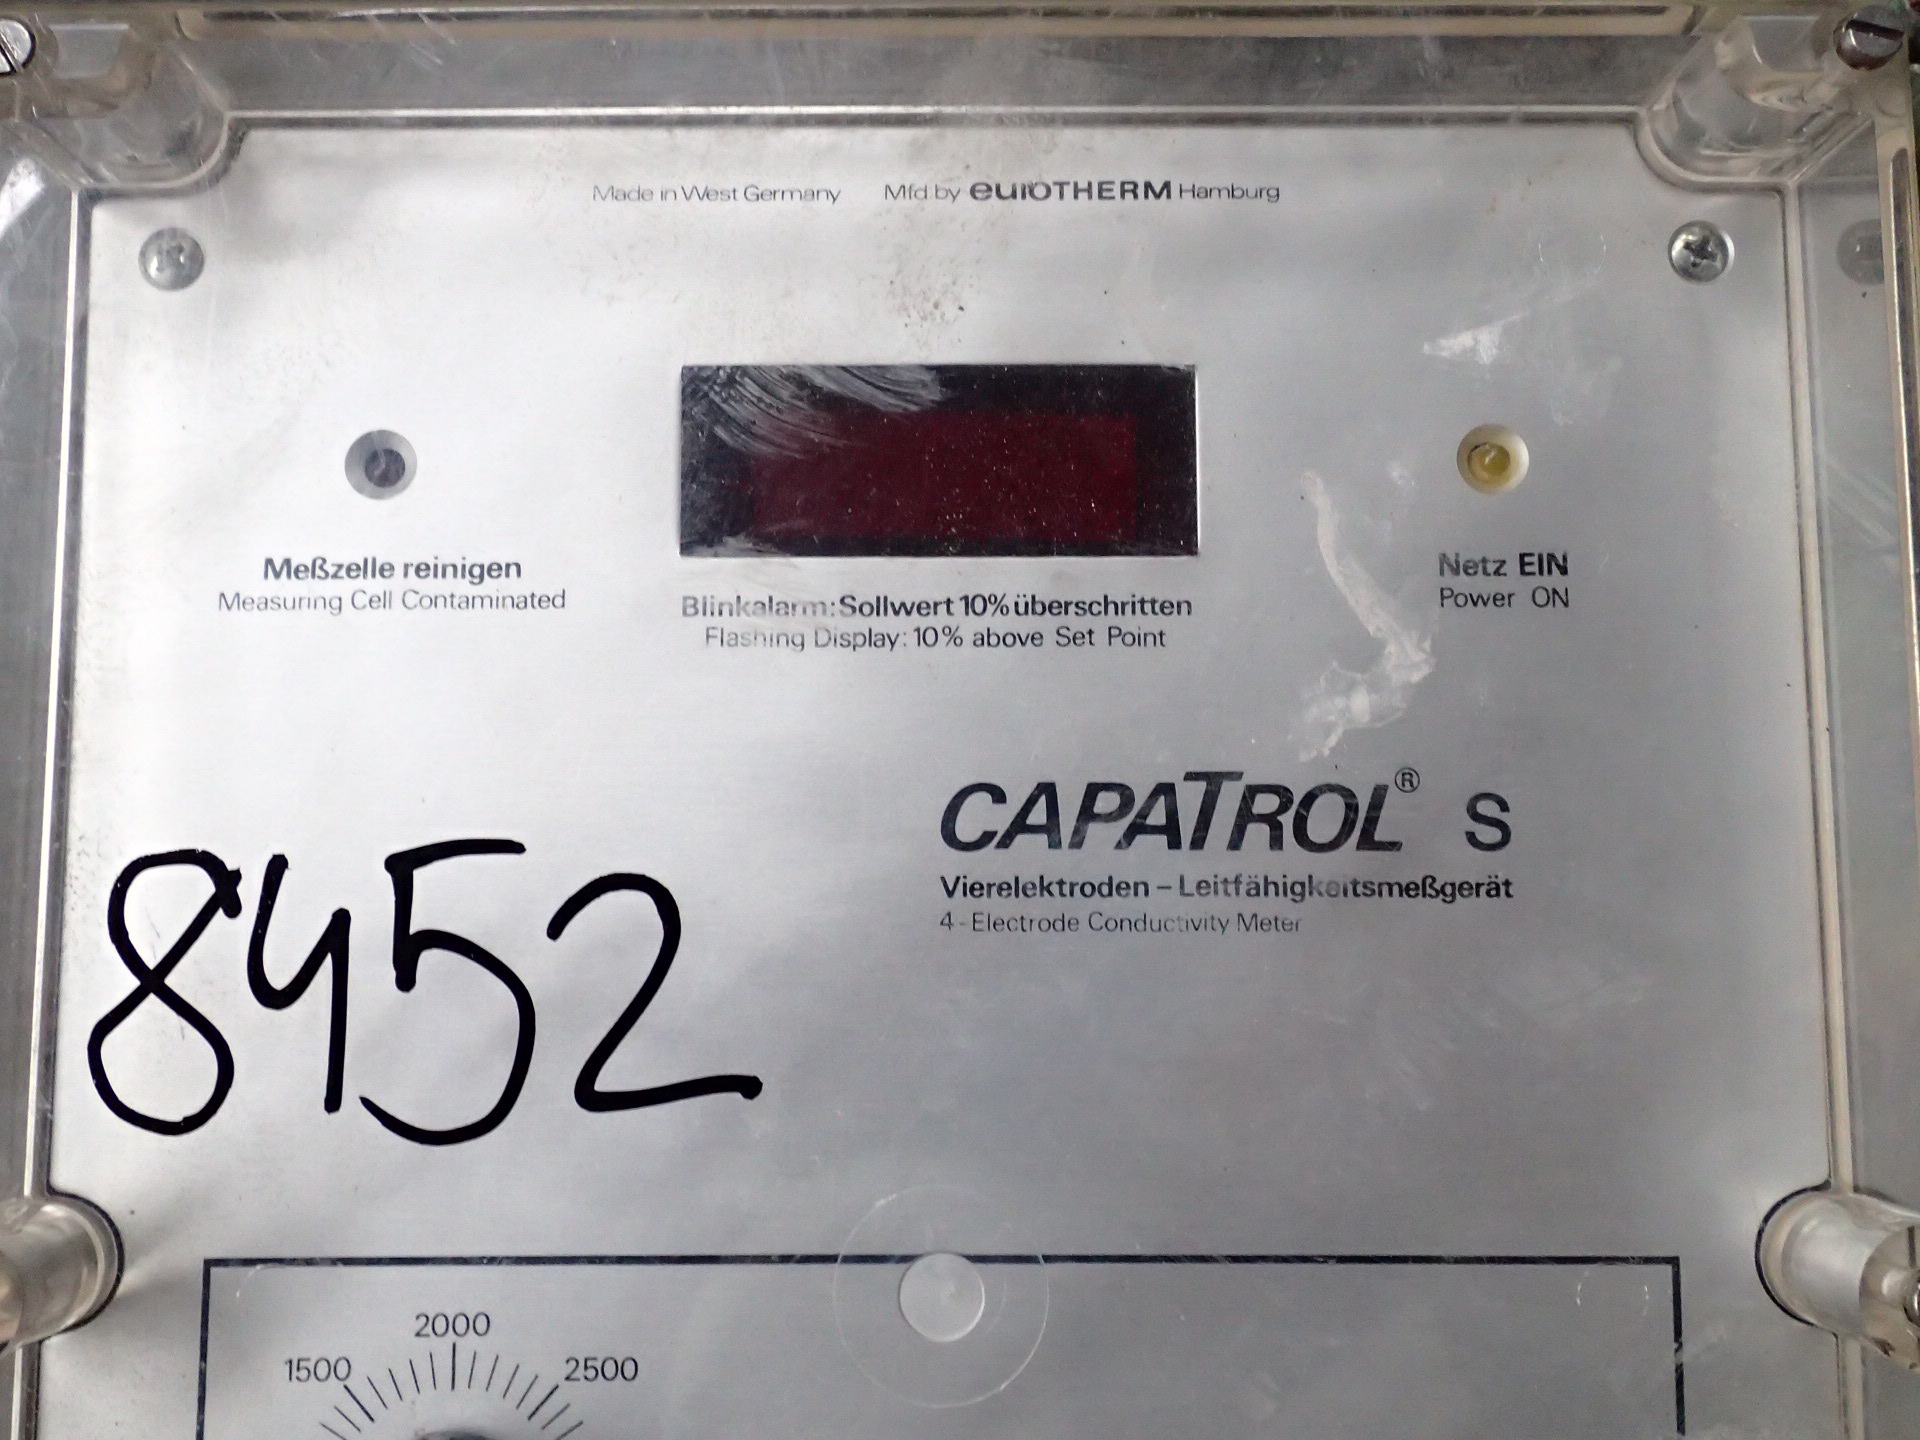 Made in West Germany Mfd by euroTHERM Hamburg
Meßzelle reinigen
Measuring Cell Contaminated
Blinkalarm: Sollwert 10% überschritten
Flashing Display: 10% above Set Point
Netz EIN
Power ON
CAPATROL® S
Vierelektroden – Leitfähigkeitsmeßgerät
4 - Electrode Conductivity Meter
8452
2000
1500 2500